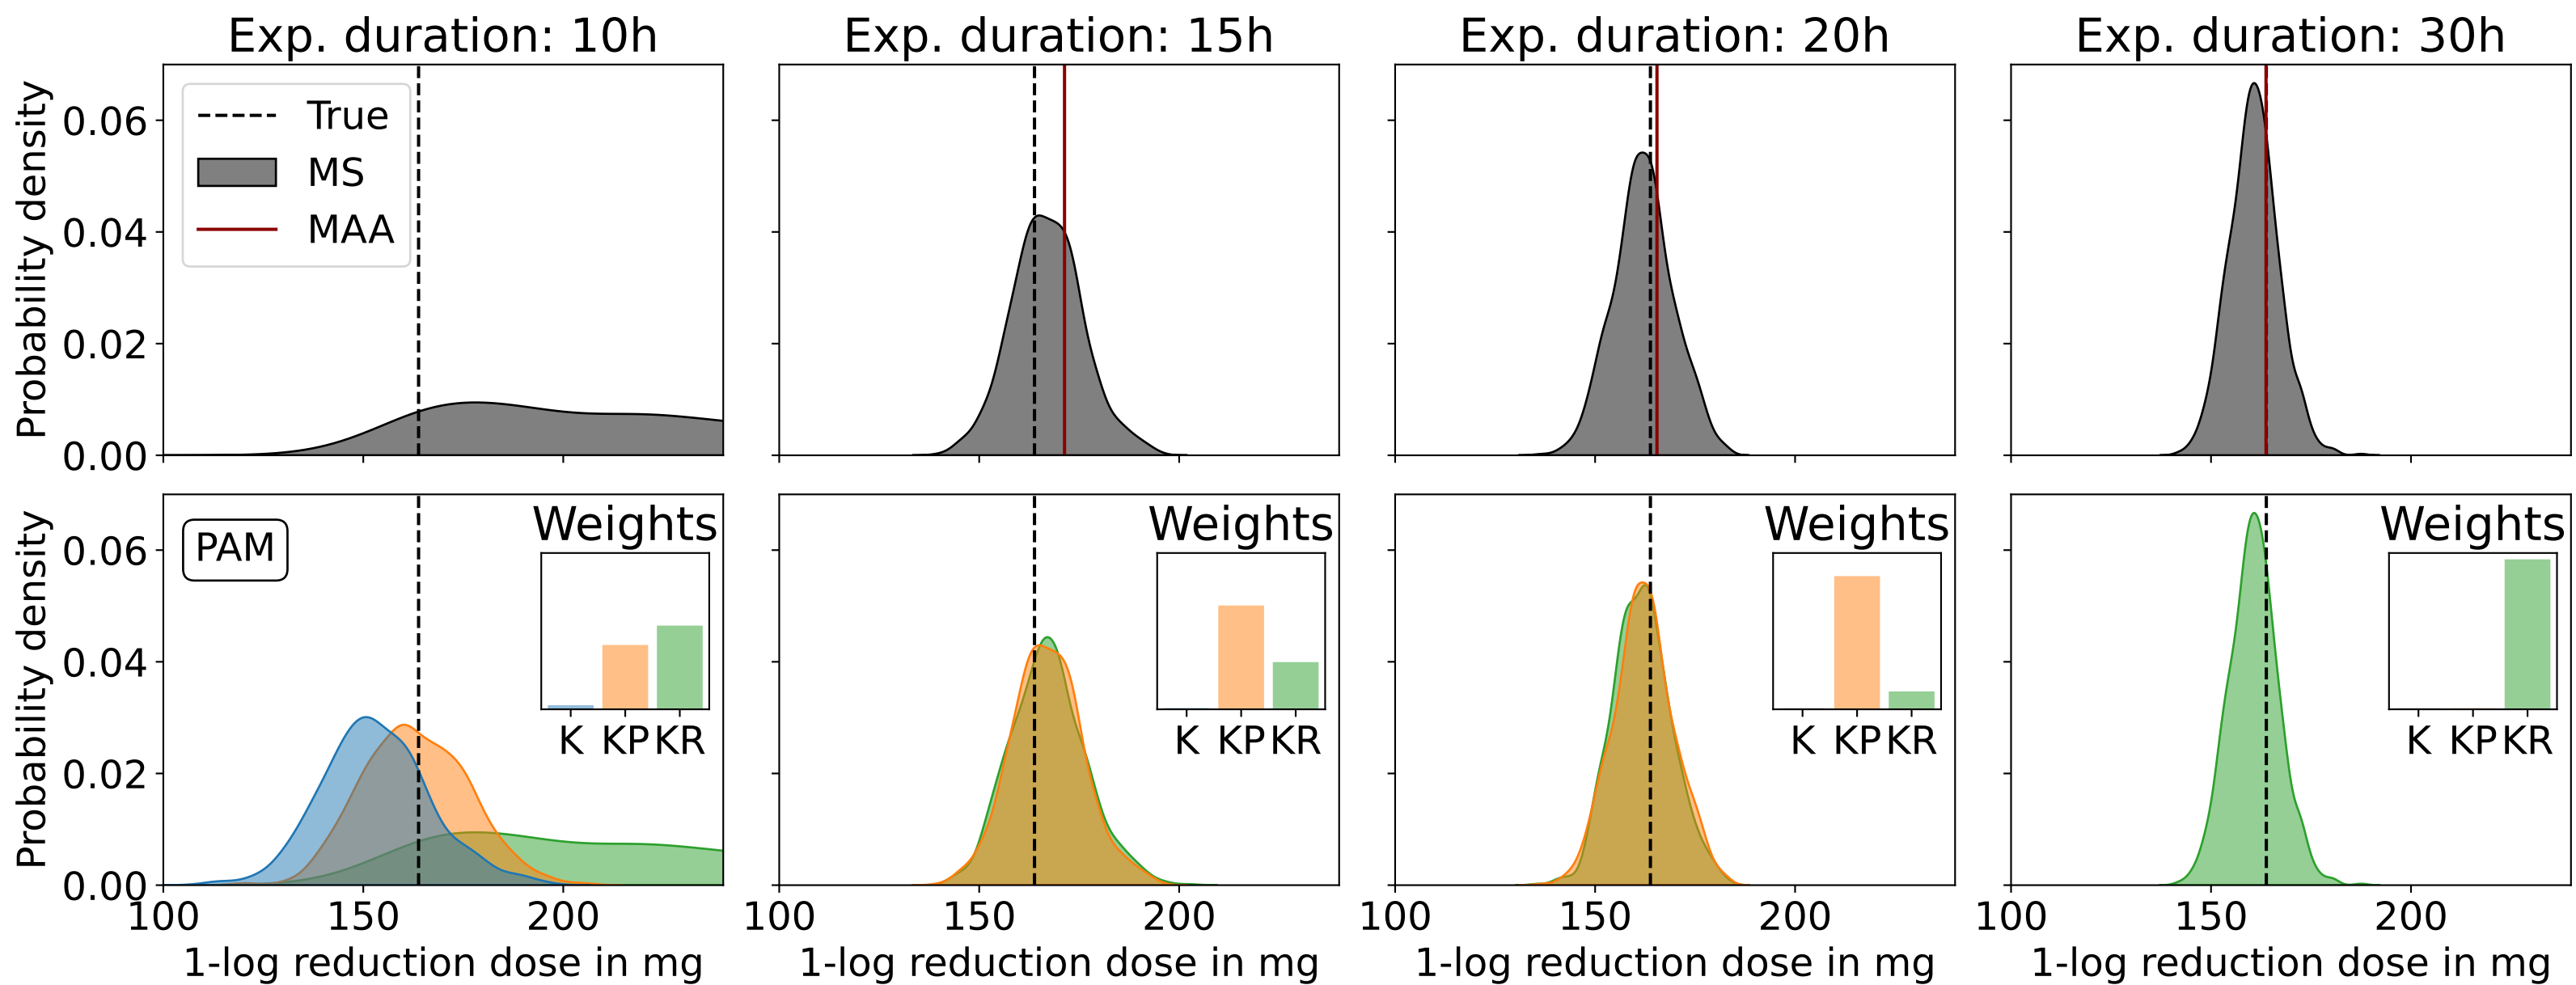 Exp. duration: 10h
Exp. duration: 15h
Exp. duration: 20h
Exp. duration: 30h
Probability density
0.06
0.04
0.02
0.00
True
MS
MAA
Probability density
0.06
0.04
0.02
0.00
PAM
Weights
K KP KR
Weights
K KP KR
Weights
K KP KR
Weights
K KP KR
100 150 200
100 150 200
100 150 200
100 150 200
1-log reduction dose in mg
1-log reduction dose in mg
1-log reduction dose in mg
1-log reduction dose in mg